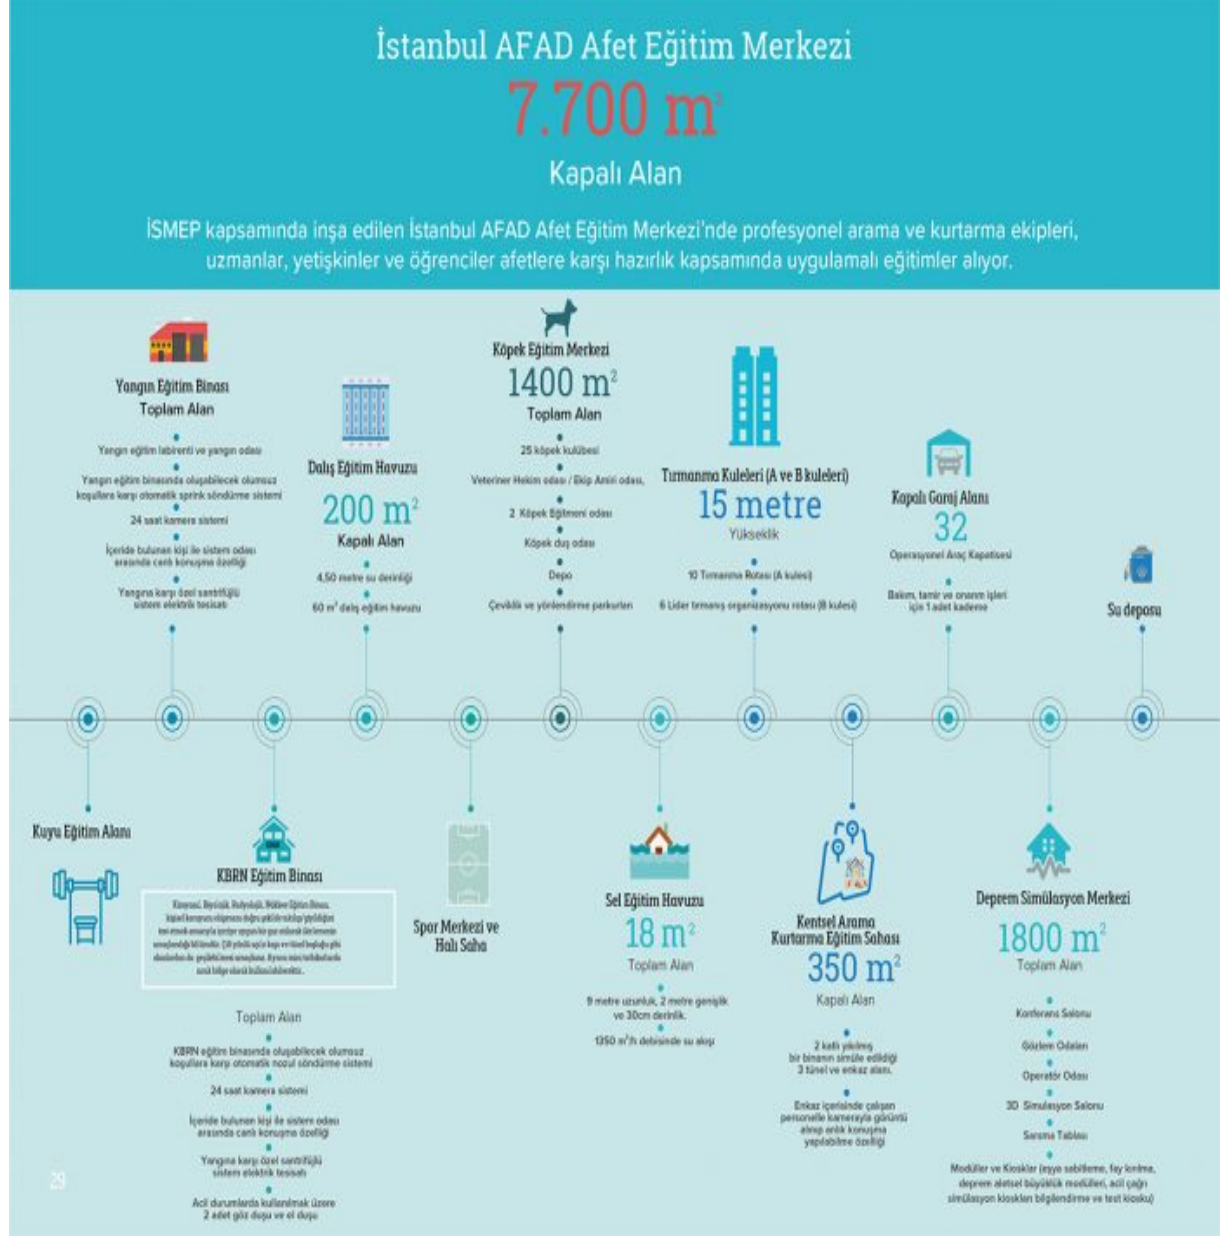 İstanbul AFAD Afet Eğitim Merkezi
7.700 m²
Kapalı Alan
İSMEP kapsamında inşa edilen İstanbul AFAD Afet Eğitim Merkezi'nde profesyonel arama ve kurtarma ekipleri,
uzmanlar, yetişkinler ve öğrenciler afetlere karşı hazırlık kapsamında uygulamalı eğitimler alıyor.
Yangın Eğitim Binası
Toplam Alan
Yangın eğitim labirenti ve yangın odası
Yangın eğitim binasında oluşabilecek olumsuz
koşullara karşı otomatik sprink söndürme sistemi
24 saat kamera sistemi
İçeride bulunan kişi ile sistem odası
arasında canlı konuşma özelliği
Yangına karşı özel santrifüjlü
sistem elektrik tesisatı
Dalış Eğitim Havuzu
200 m²
Kapalı Alan
4,50 metre su derinliği
60 m² dalış eğitim havuzu
Köpek Eğitim Merkezi
1400 m²
Toplam Alan
25 köpek kulübesi
Veteriner Hekim odası / Ekip Amiri odası,
2 Köpek Eğitmeni odası
Köpek duş odası
Depo
Çeviklik ve yönlendirme parkurları
Tırmanma Kuleleri (A ve B kuleleri)
15 metre
Yükseklik
10 Tırmanma Rotası (A kulesi)
6 Lider tırmanış organizasyonu rotası (B kulesi)
Kapalı Garaj Alanı
32
Operasyonel Araç Kapatisesi
Bakım, tamir ve onarım işleri
için 1 adet kademe
Su deposu
Kuyu Eğitim Alanı
KBRN Eğitim Binası
Kimyasal, Biyolojik, Radyolojik, Nükleer Eğitim Binası,
Toplam Alan
KBRN eğitim binasında oluşabilecek olumsuz
koşullara karşı otomatik nozul söndürme sistemi
24 saat kamera sistemi
İçeride bulunan kişi ile sistem odası
arasında canlı konuşma özelliği
Yangına karşı özel santrifüjlü
sistem elektrik tesisatı
Acil durumlarda kullanılmak üzere
2 adet göz duşu ve el duşu
Spor Merkezi ve
Halı Saha
Sel Eğitim Havuzu
18 m²
Toplam Alan
9 metre uzunluk, 2 metre genişlik
ve 30cm derinlik.
1350 m³/h debisinde su akışı
Kentsel Arama
Kurtarma Eğitim Sahası
350 m²
Kapalı Alan
2 katlı yıkılmış
bir binanın simüle edildiği
3 tünel ve enkaz alanı.
Enkaz içerisinde çalışan
personelle kamerayla görüntü
alınıp anlık konuşma
yapılabilme özelliği
Deprem Simülasyon Merkezi
1800 m²
Toplam Alan
Konferans Salonu
Gözlem Odaları
Operatör Odası
3D Simulasyon Salonu
Sarsma Tablası
Modüller ve Kiosklar (eşya sabitleme, fay kırılma,
deprem aletsel büyüklük modülleri, acil çağrı
simülasyon kioskları bilgilendirme ve test kiosku)
29